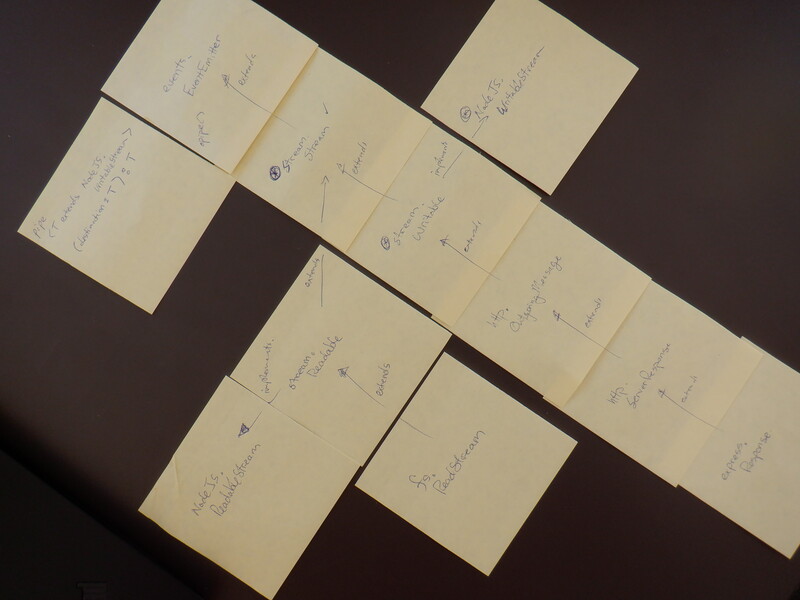 events.
EventEmitter
extends
pipe?
pipe
<T extends NodeJS.
WritableStream>
(destination: T): T
Stream
Stream
extends
NodeJS.
WritableStream
implements
Stream.
Writable
extends
http.
OutgoingMessage
extends
http.
ServerResponse
extends
express.
Response
extends
stream.
Readable
implements
extends
NodeJS.
ReadableStream
fs.
ReadStream